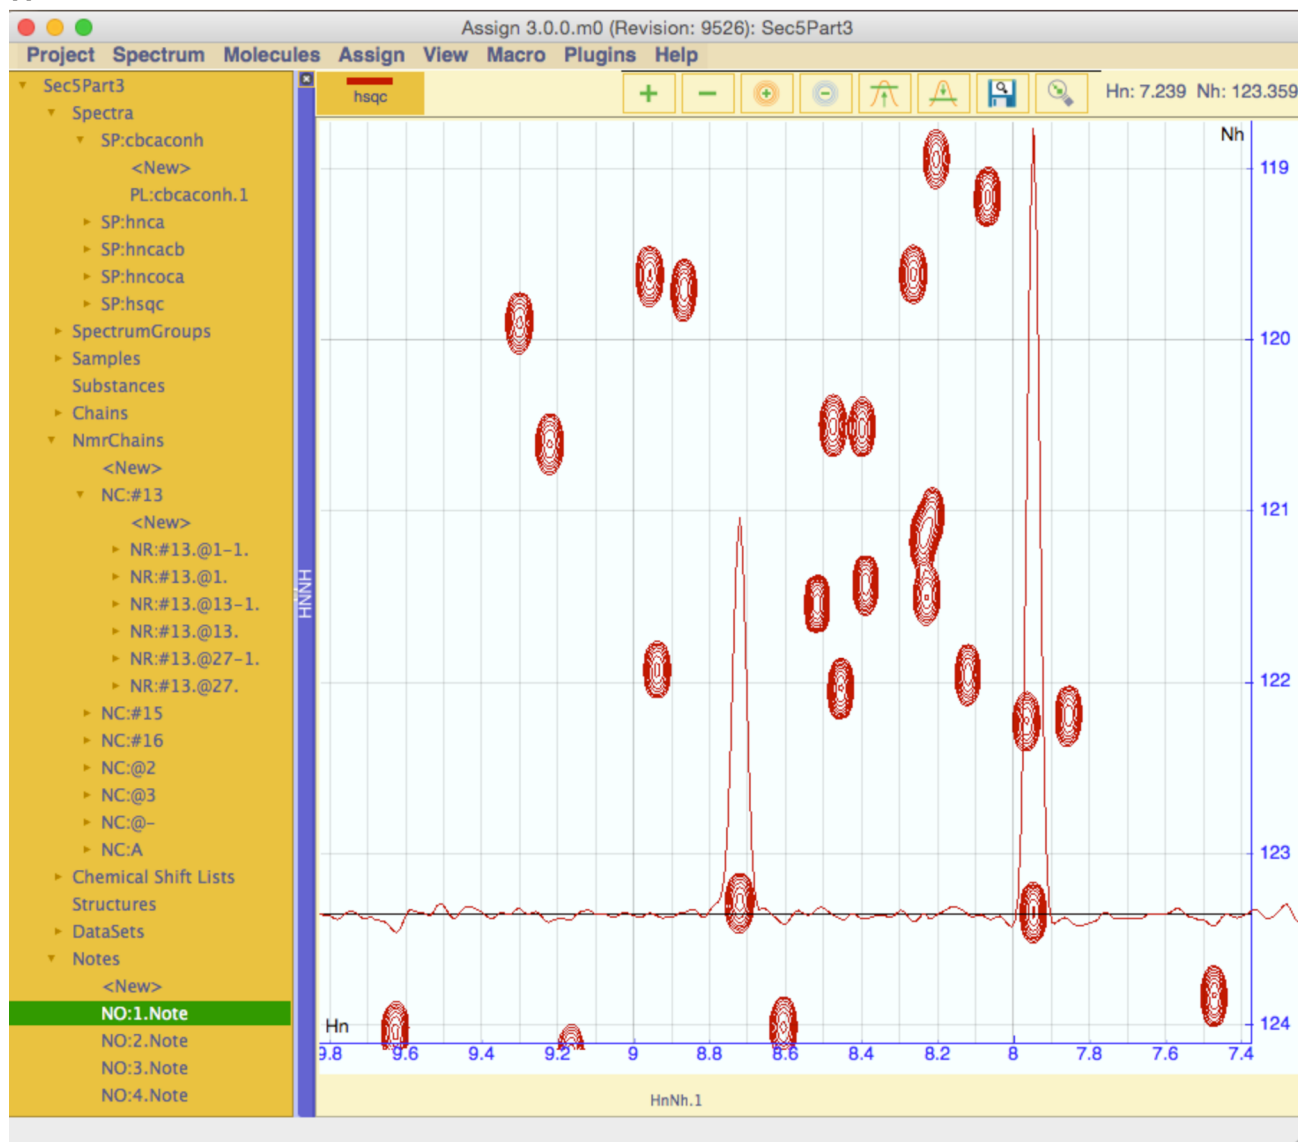 Assign 3.0.0.m0 (Revision: 9526): Sec5Part3
Project Spectrum Molecules Assign View Macro Plugins Help
Sec5Part3
Spectra
SP:cbcaconh
<New>
PL:cbcaconh.1
SP:hnca
SP:hncacb
SP:hncoca
SP:hsqc
SpectrumGroups
Samples
Substances
Chains
NmrChains
<New>
NC:#13
<New>
NR:#13.@1-1.
NR:#13.@1.
NR:#13.@13-1.
NR:#13.@13.
NR:#13.@27-1.
NR:#13.@27.
NC:#15
NC:#16
NC:@2
NC:@3
NC:@-
NC:A
Chemical Shift Lists
Structures
DataSets
Notes
<New>
NO:1.Note
NO:2.Note
NO:3.Note
NO:4.Note
HNNH
hsqc
Hn: 7.239 Nh: 123.359
Nh
119
120
121
122
123
124
Hn
9.8 9.6 9.4 9.2 9 8.8 8.6 8.4 8.2 8 7.8 7.6 7.4
HnNh.1